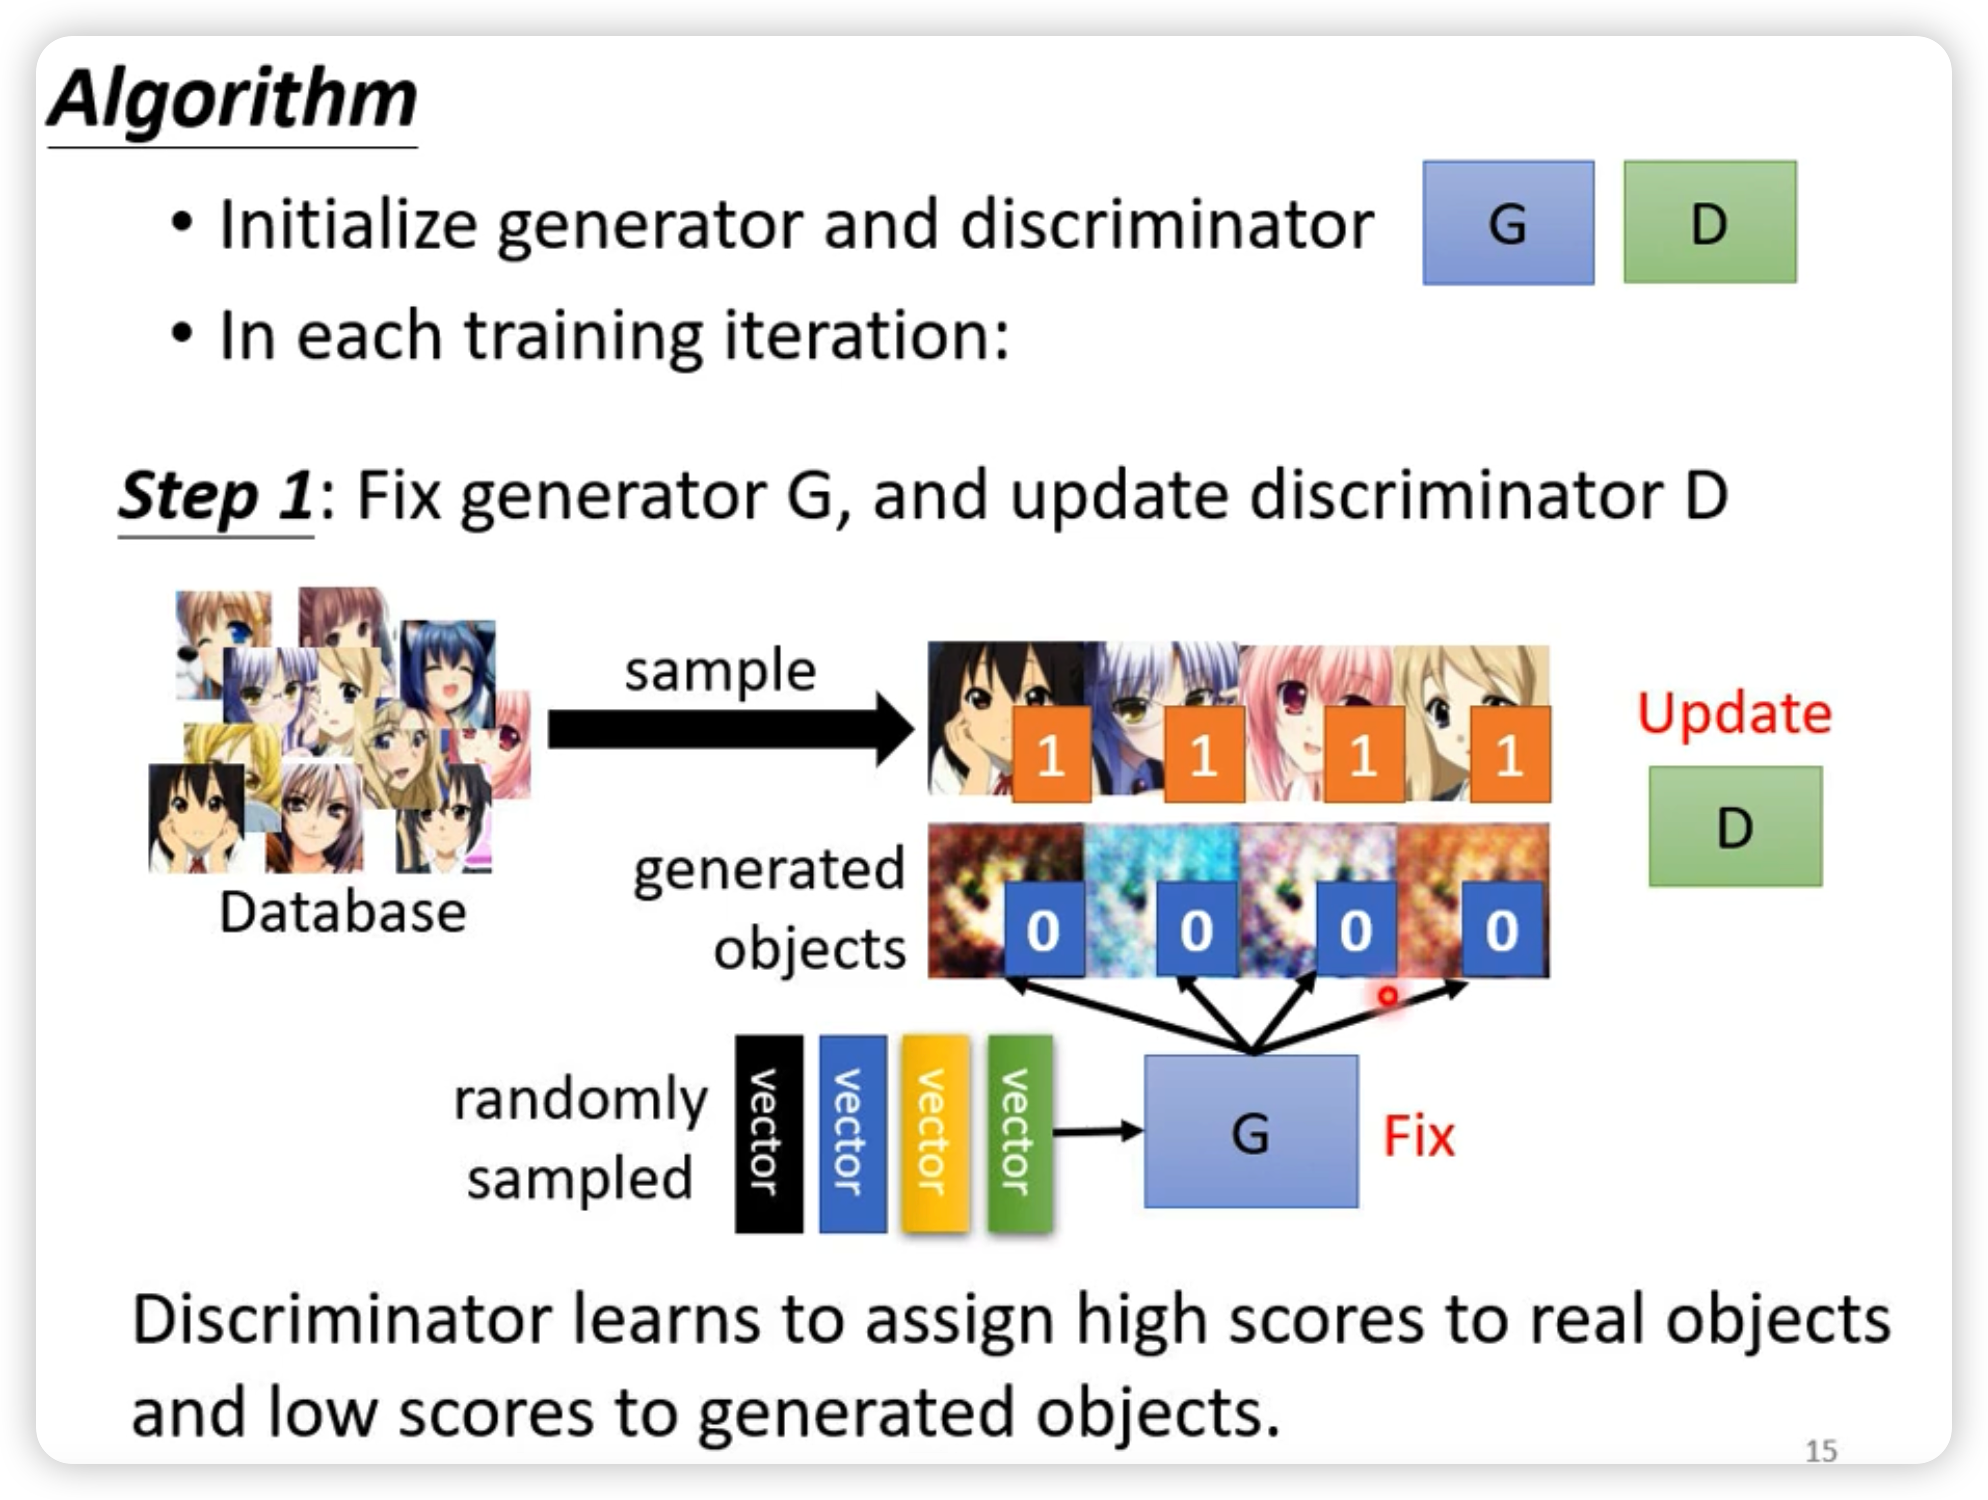 Algorithm
• Initialize generator and discriminator
G
D
• In each training iteration:
Step 1: Fix generator G, and update discriminator D
sample
1
1
1
1
Update
D
Database
generated
objects
0
0
0
0
randomly
sampled
vector
vector
vector
vector
G
Fix
Discriminator learns to assign high scores to real objects
and low scores to generated objects.
15